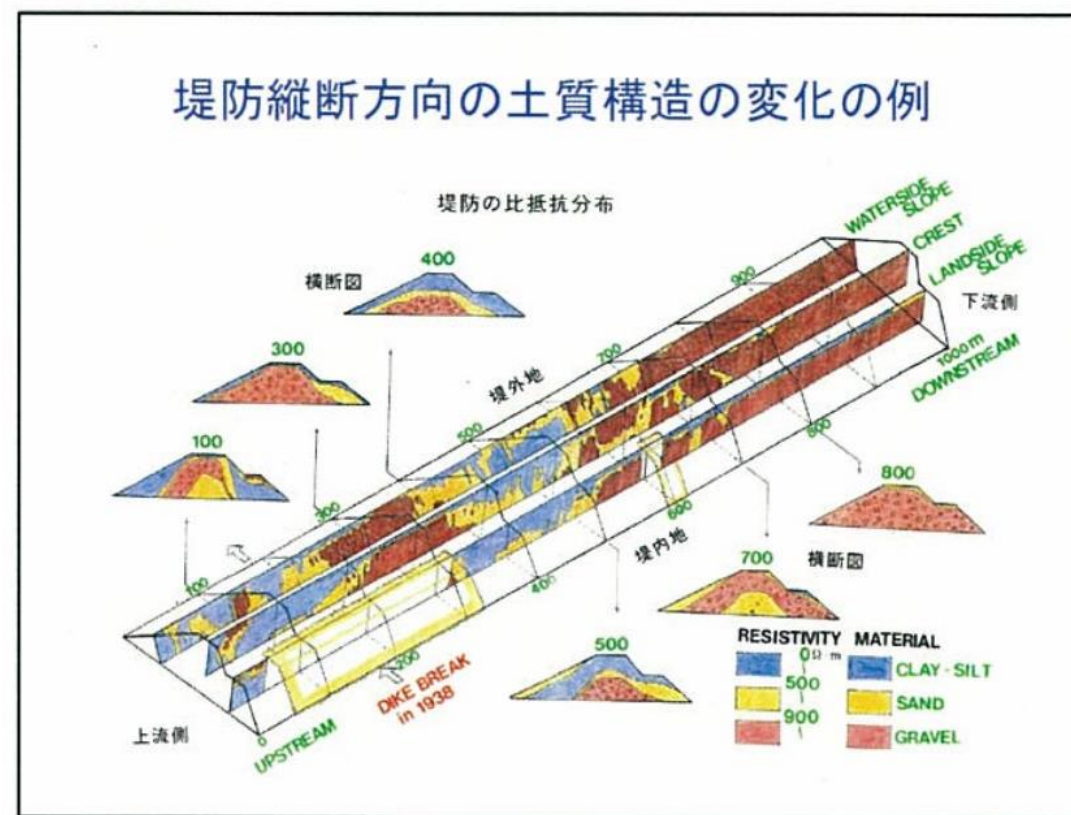 堤防縦断方向の土質構造の変化の例
堤防の比抵抗分布
横断図
400
300
100
WATERSIDE
SLOPE
CREST
LANDSIDE
SLOPE
下流側
1000m
DOWNSTREAM
900
700
堤外地
500
300
100
800
600
堤内地
400
200
0
DIKE BREAK
in 1938
上流側
UPSTREAM
800
横断図
700
500
RESISTIVITY MATERIAL
0 Ω·m
CLAY-SILT
500
SAND
900
GRAVEL